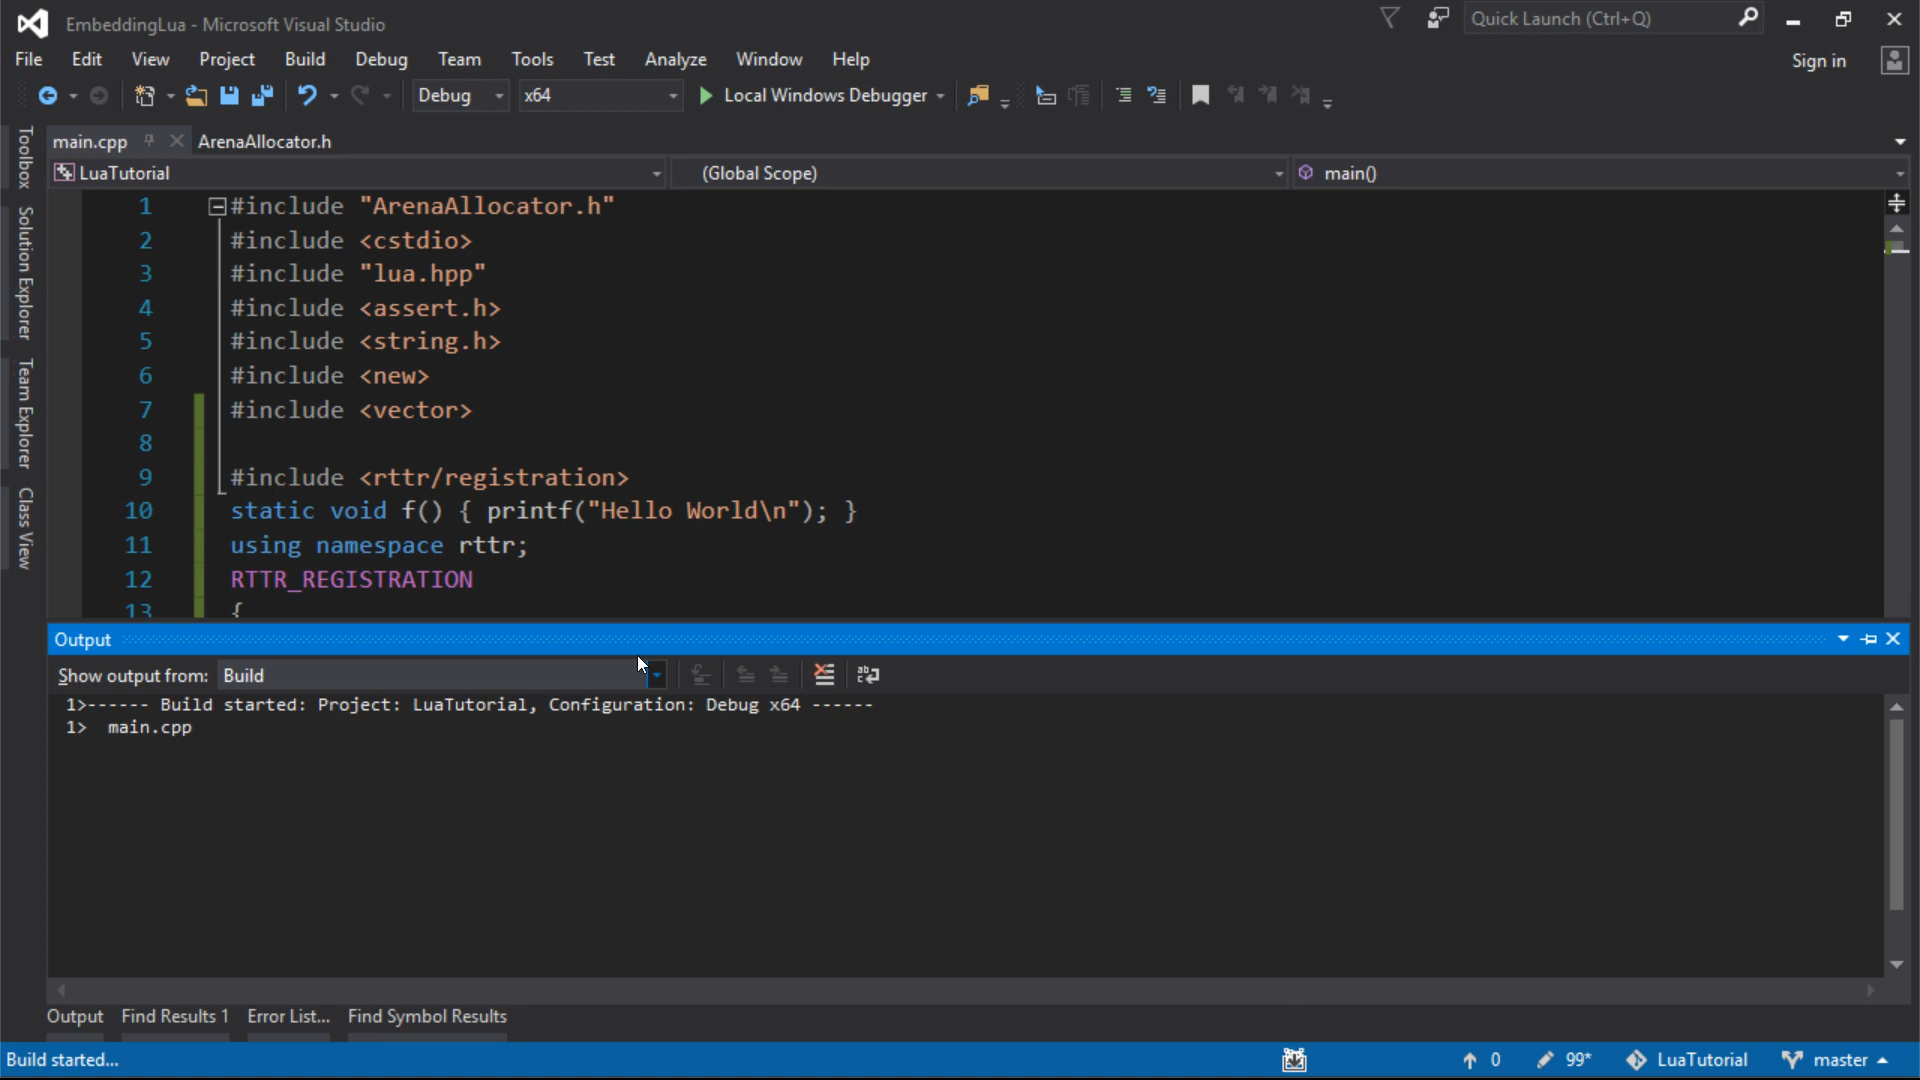 EmbeddingLua - Microsoft Visual Studio
Quick Launch (Ctrl+Q)
File Edit View Project Build Debug Team Tools Test Analyze Window Help
Sign in
Debug x64 Local Windows Debugger
main.cpp ArenaAllocator.h
LuaTutorial (Global Scope) main()
Toolbox
Solution Explorer
Team Explorer
Class View
1 #include "ArenaAllocator.h"
2 #include <cstdio>
3 #include "lua.hpp"
4 #include <assert.h>
5 #include <string.h>
6 #include <new>
7 #include <vector>
8
9 #include <rttr/registration>
10 static void f() { printf("Hello World\n"); }
11 using namespace rttr;
12 RTTR_REGISTRATION
13 {
Output
Show output from: Build
1>------ Build started: Project: LuaTutorial, Configuration: Debug x64 ------
1> main.cpp
Output Find Results 1 Error List... Find Symbol Results
Build started... 0 99* LuaTutorial master